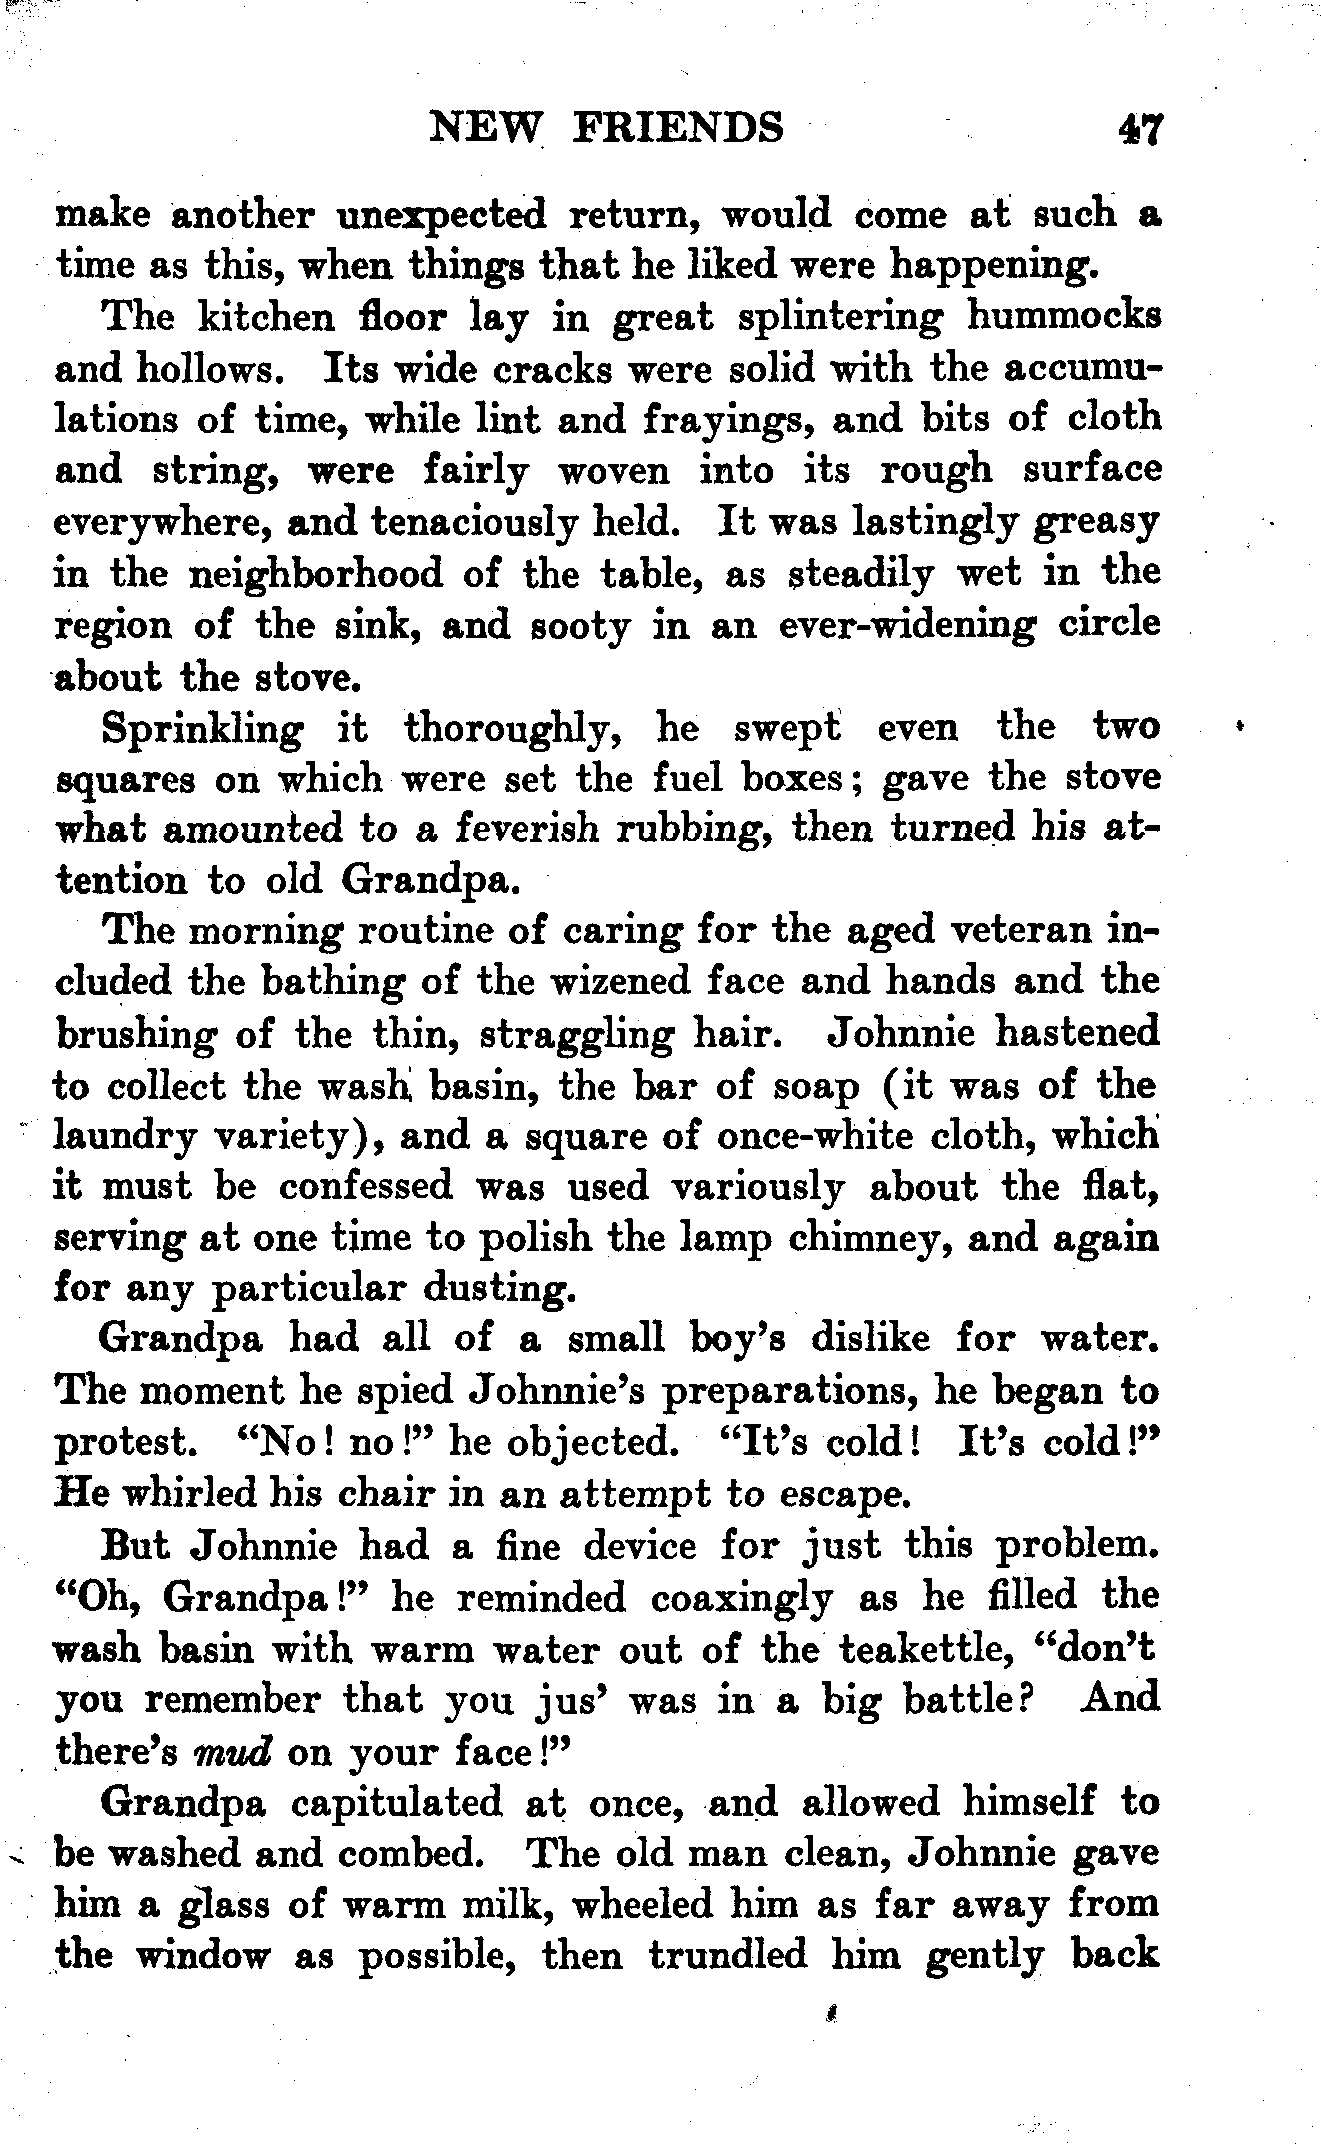 NEW FRIENDS 47
make another unexpected return, would come at such a
time as this, when things that he liked were happening.
The kitchen floor lay in great splintering hummocks
and hollows. Its wide cracks were solid with the accumu-
lations of time, while lint and frayings, and bits of cloth
and string, were fairly woven into its rough surface
everywhere, and tenaciously held. It was lastingly greasy
in the neighborhood of the table, as steadily wet in the
region of the sink, and sooty in an ever-widening circle
about the stove.
Sprinkling it thoroughly, he swept even the two
squares on which were set the fuel boxes; gave the stove
what amounted to a feverish rubbing, then turned his at-
tention to old Grandpa.
The morning routine of caring for the aged veteran in-
cluded the bathing of the wizened face and hands and the
brushing of the thin, straggling hair. Johnnie hastened
to collect the wash basin, the bar of soap (it was of the
laundry variety), and a square of once-white cloth, which
it must be confessed was used variously about the flat,
serving at one time to polish the lamp chimney, and again
for any particular dusting.
Grandpa had all of a small boy's dislike for water.
The moment he spied Johnnie's preparations, he began to
protest. "No! no!" he objected. "It's cold! It's cold!"
He whirled his chair in an attempt to escape.
But Johnnie had a fine device for just this problem.
"Oh, Grandpa!" he reminded coaxingly as he filled the
wash basin with warm water out of the teakettle, "don't
you remember that you jus' was in a big battle? And
there's mud on your face!"
Grandpa capitulated at once, and allowed himself to
be washed and combed. The old man clean, Johnnie gave
him a glass of warm milk, wheeled him as far away from
the window as possible, then trundled him gently back